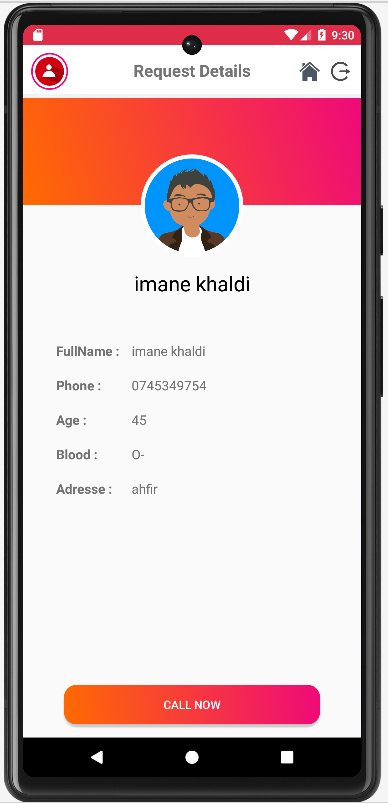 9:30
Request Details
imane khaldi
FullName : imane khaldi
Phone : 0745349754
Age : 45
Blood : O-
Adresse : ahfir
CALL NOW